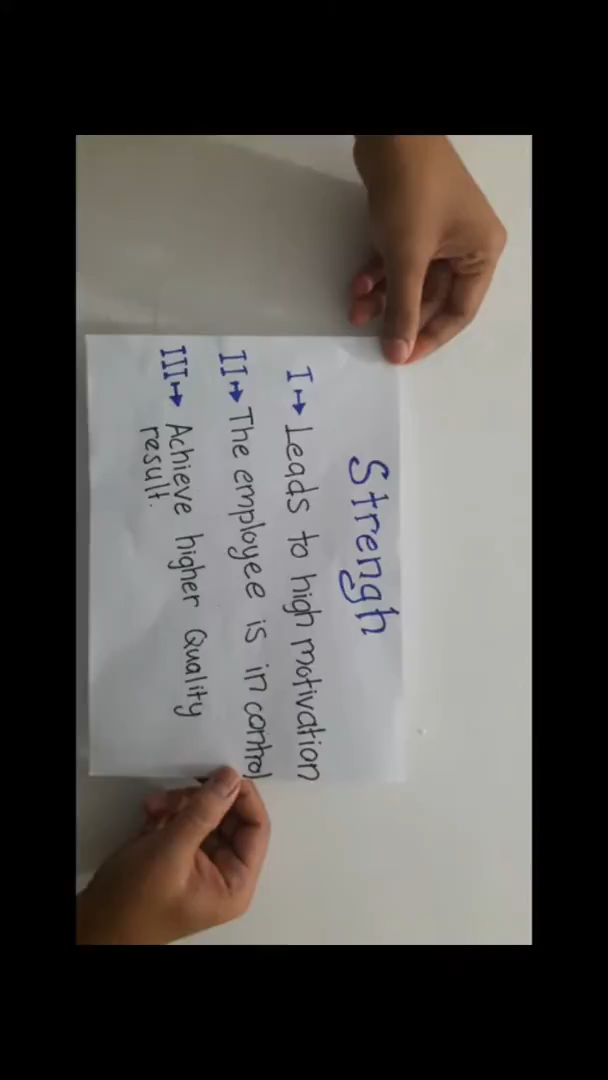 Strengh
I↦ Leads to high motivation
II↦ The employee is in control
III↦ Achieve higher Quality
result.